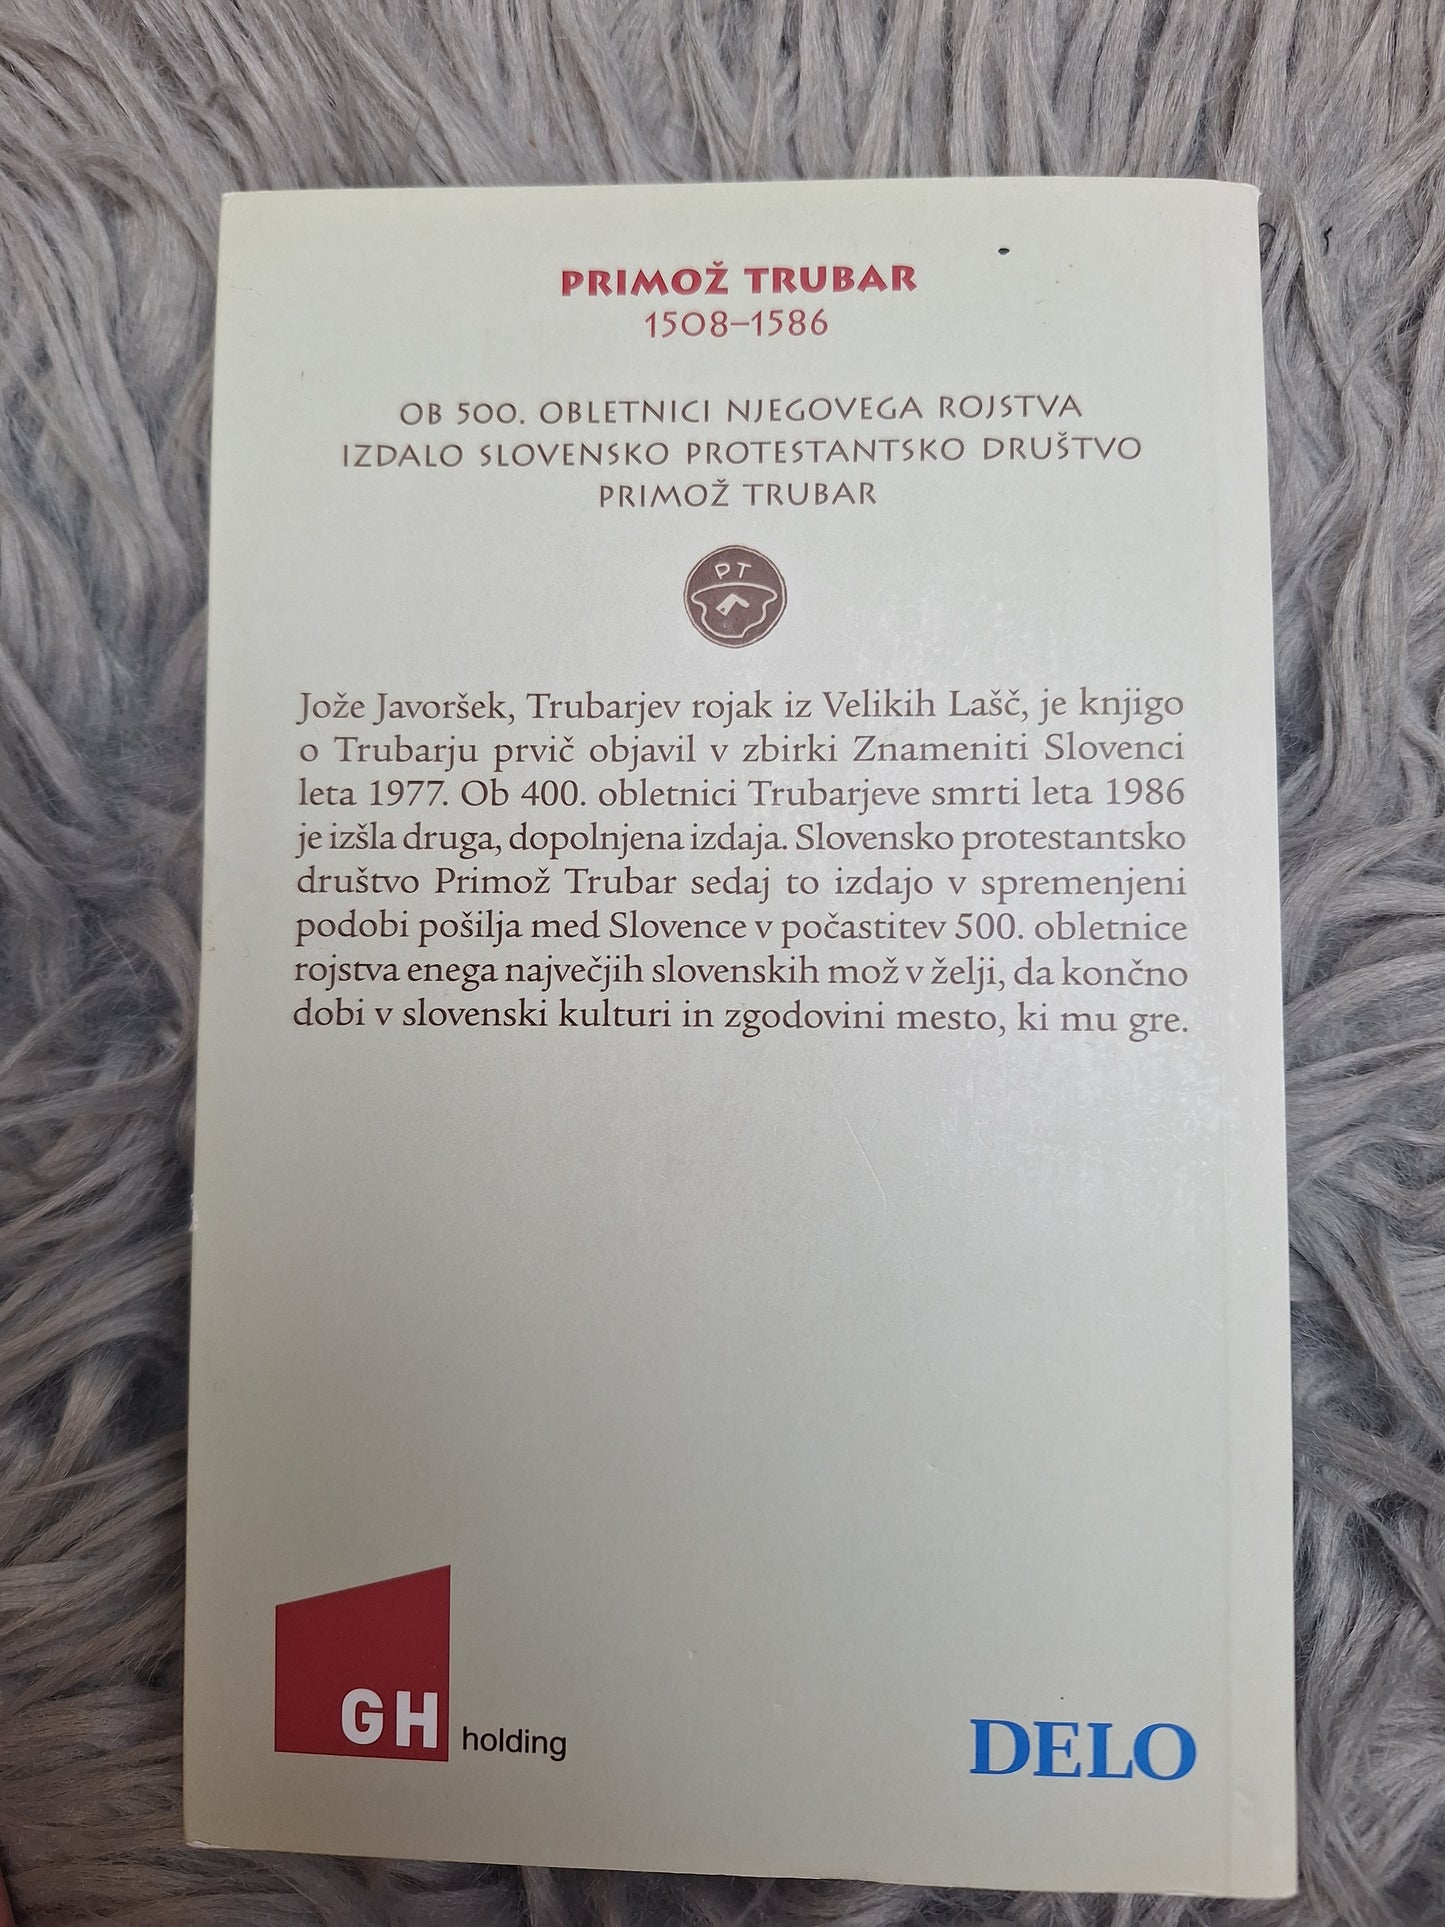 PRIMOŽ TRUBAR
1508–1586
OB 500. OBLETNICI NJEGOVEGA ROJSTVA
IZDALO SLOVENSKO PROTESTANTSKO DRUŠTVO
PRIMOŽ TRUBAR
PT
Jože Javoršek, Trubarjev rojak iz Velikih Lašč, je knjigo
o Trubarju prvič objavil v zbirki Znameniti Slovenci
leta 1977. Ob 400. obletnici Trubarjeve smrti leta 1986
je izšla druga, dopolnjena izdaja. Slovensko protestantsko
društvo Primož Trubar sedaj to izdajo v spremenjeni
podobi pošilja med Slovence v počastitev 500. obletnice
rojstva enega največjih slovenskih mož v želji, da končno
dobi v slovenski kulturi in zgodovini mesto, ki mu gre.
GH holding
DELO